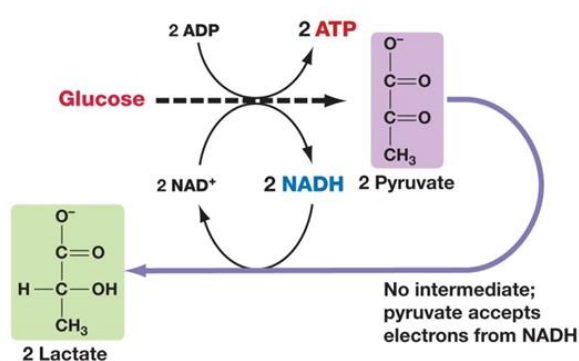 2 ADP
2 ATP
Glucose
O⁻
C=O
C=O
CH₃
2 NAD⁺
2 NADH
2 Pyruvate
O⁻
C=O
H—C—OH
CH₃
2 Lactate
No intermediate;
pyruvate accepts
electrons from NADH